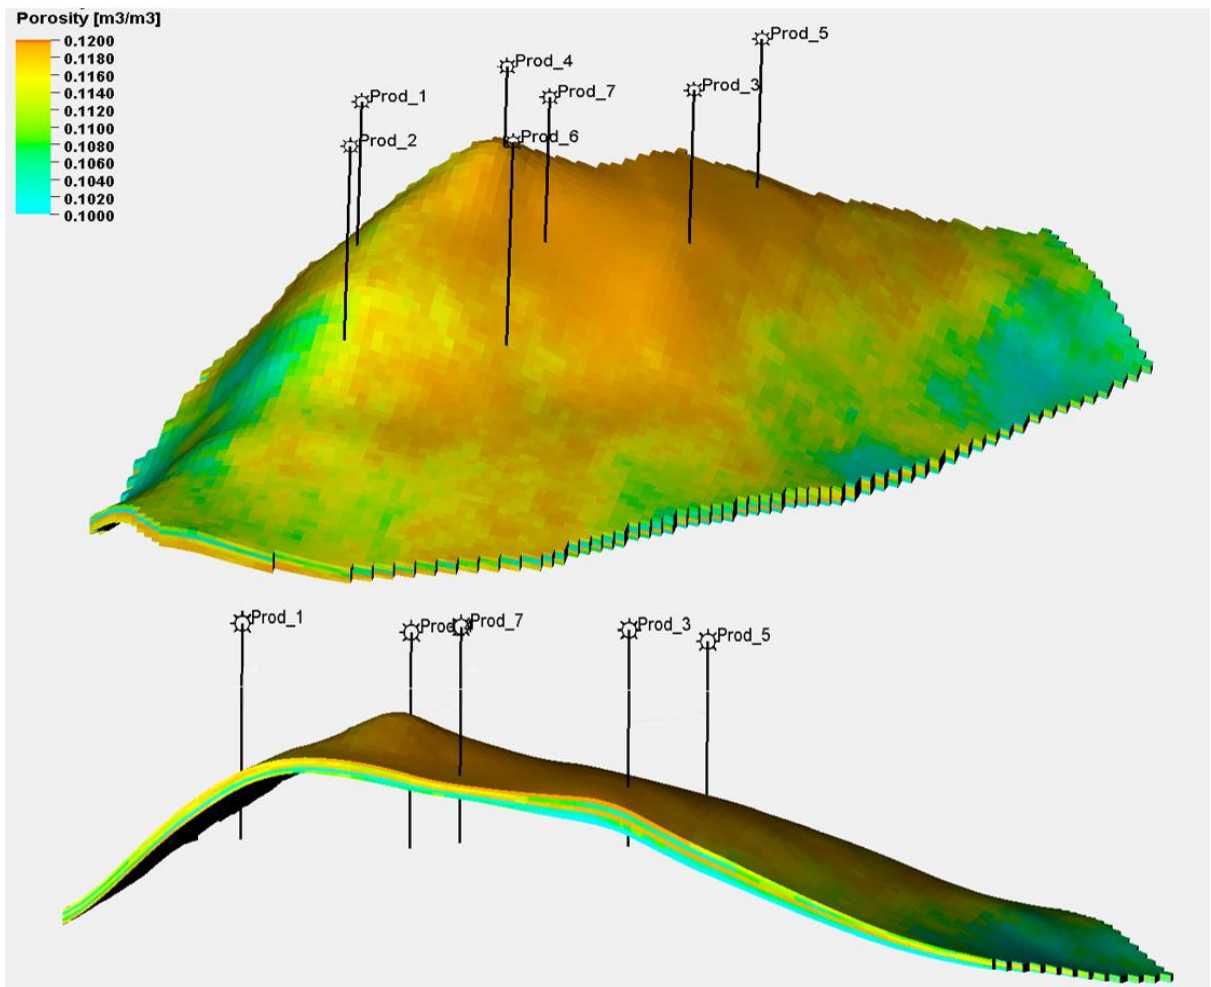 Porosity [m3/m3]
0.1200
0.1180
0.1160
0.1140
0.1120
0.1100
0.1080
0.1060
0.1040
0.1020
0.1000
Prod_5
Prod_4
Prod_3
Prod_7
Prod_1
Prod_6
Prod_2
Prod_1
Prod_7
Prod_3
Prod_5